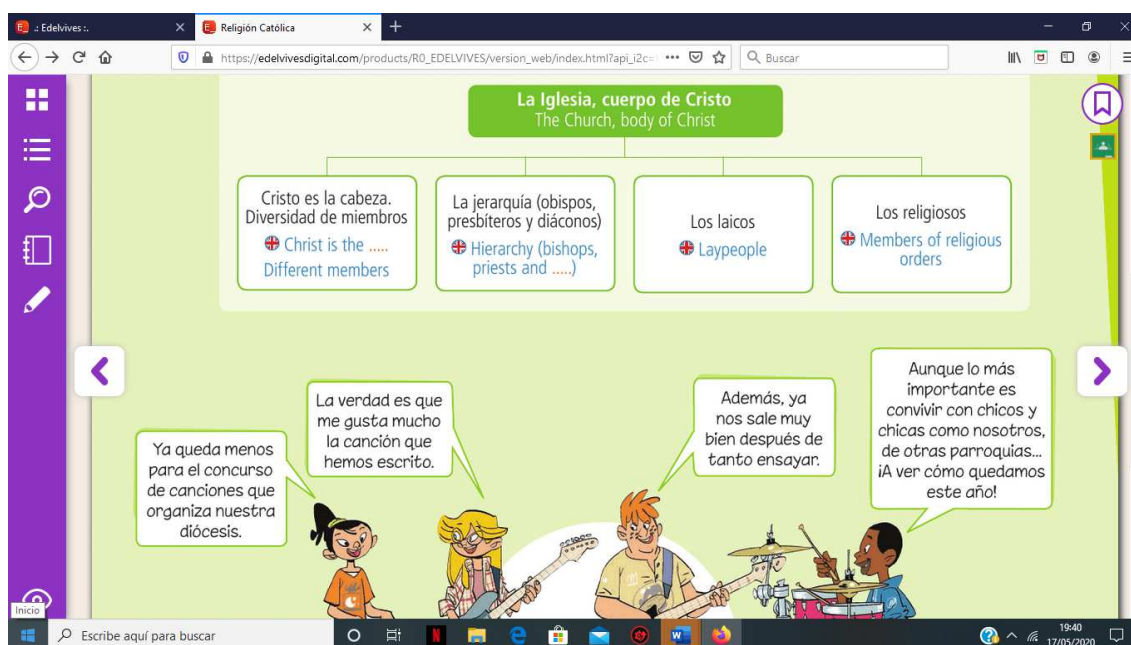 .: Edelvives :.
Religión Católica
https://edelvivesdigital.com/products/R0_EDELVIVES/version_web/index.html?api_i2c=
Buscar
La Iglesia, cuerpo de Cristo
The Church, body of Christ
Cristo es la cabeza.
Diversidad de miembros
Christ is the .....
Different members
La jerarquía (obispos,
presbíteros y diáconos)
Hierarchy (bishops,
priests and .....)
Los laicos
Laypeople
Los religiosos
Members of religious
orders
Ya queda menos
para el concurso
de canciones que
organiza nuestra
diócesis.
La verdad es que
me gusta mucho
la canción que
hemos escrito.
Además, ya
nos sale muy
bien después de
tanto ensayar.
Aunque lo más
importante es
convivir con chicos y
chicas como nosotros,
de otras parroquias...
¡A ver cómo quedamos
este año!
Inicio
Escribe aquí para buscar
19:40
17/05/2020